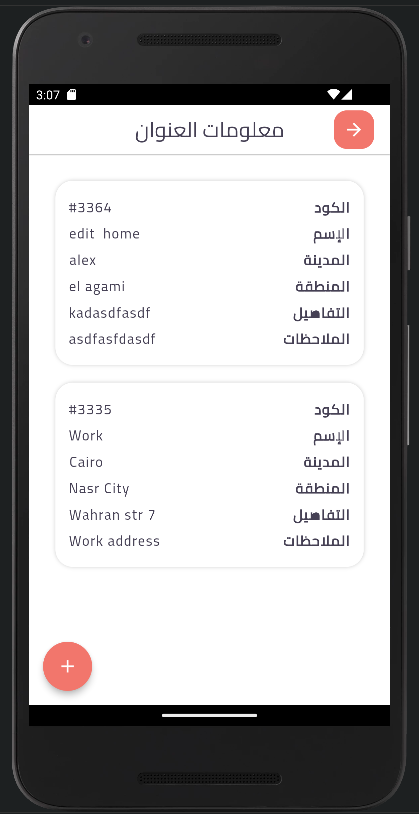 3:07
معلومات العنوان
الكود #3364
الإسم edit home
المدينة alex
المنطقة el agami
التفاصيل kadasdfasdf
الملاحظات asdfasfdasdf
الكود #3335
الإسم Work
المدينة Cairo
المنطقة Nasr City
التفاصيل Wahran str 7
الملاحظات Work address